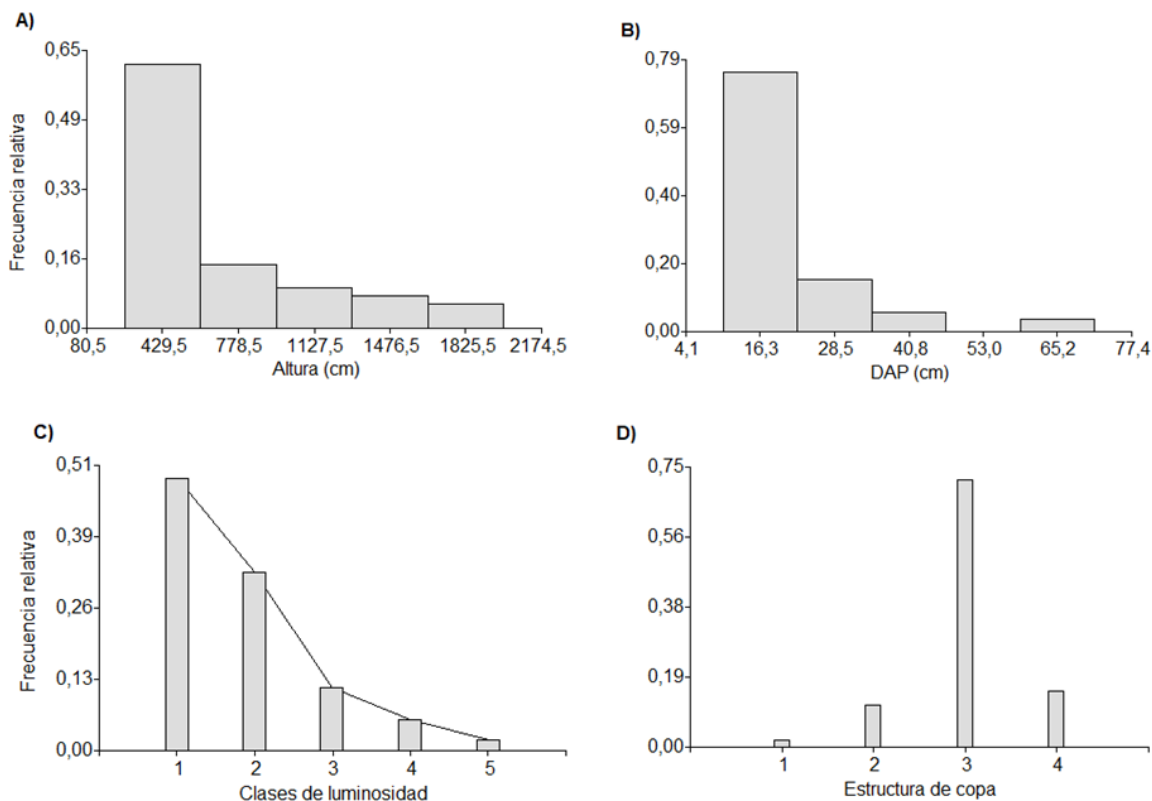 A)
Frecuencia relativa
0,65
0,49
0,33
0,16
0,00
80,5 429,5 778,5 1127,5 1476,5 1825,5 2174,5
Altura (cm)
B)
0,79
0,59
0,40
0,20
0,00
4,1 16,3 28,5 40,8 53,0 65,2 77,4
DAP (cm)
C)
Frecuencia relativa
0,51
0,39
0,26
0,13
0,00
1 2 3 4 5
Clases de luminosidad
D)
0,75
0,56
0,38
0,19
0,00
1 2 3 4
Estructura de copa